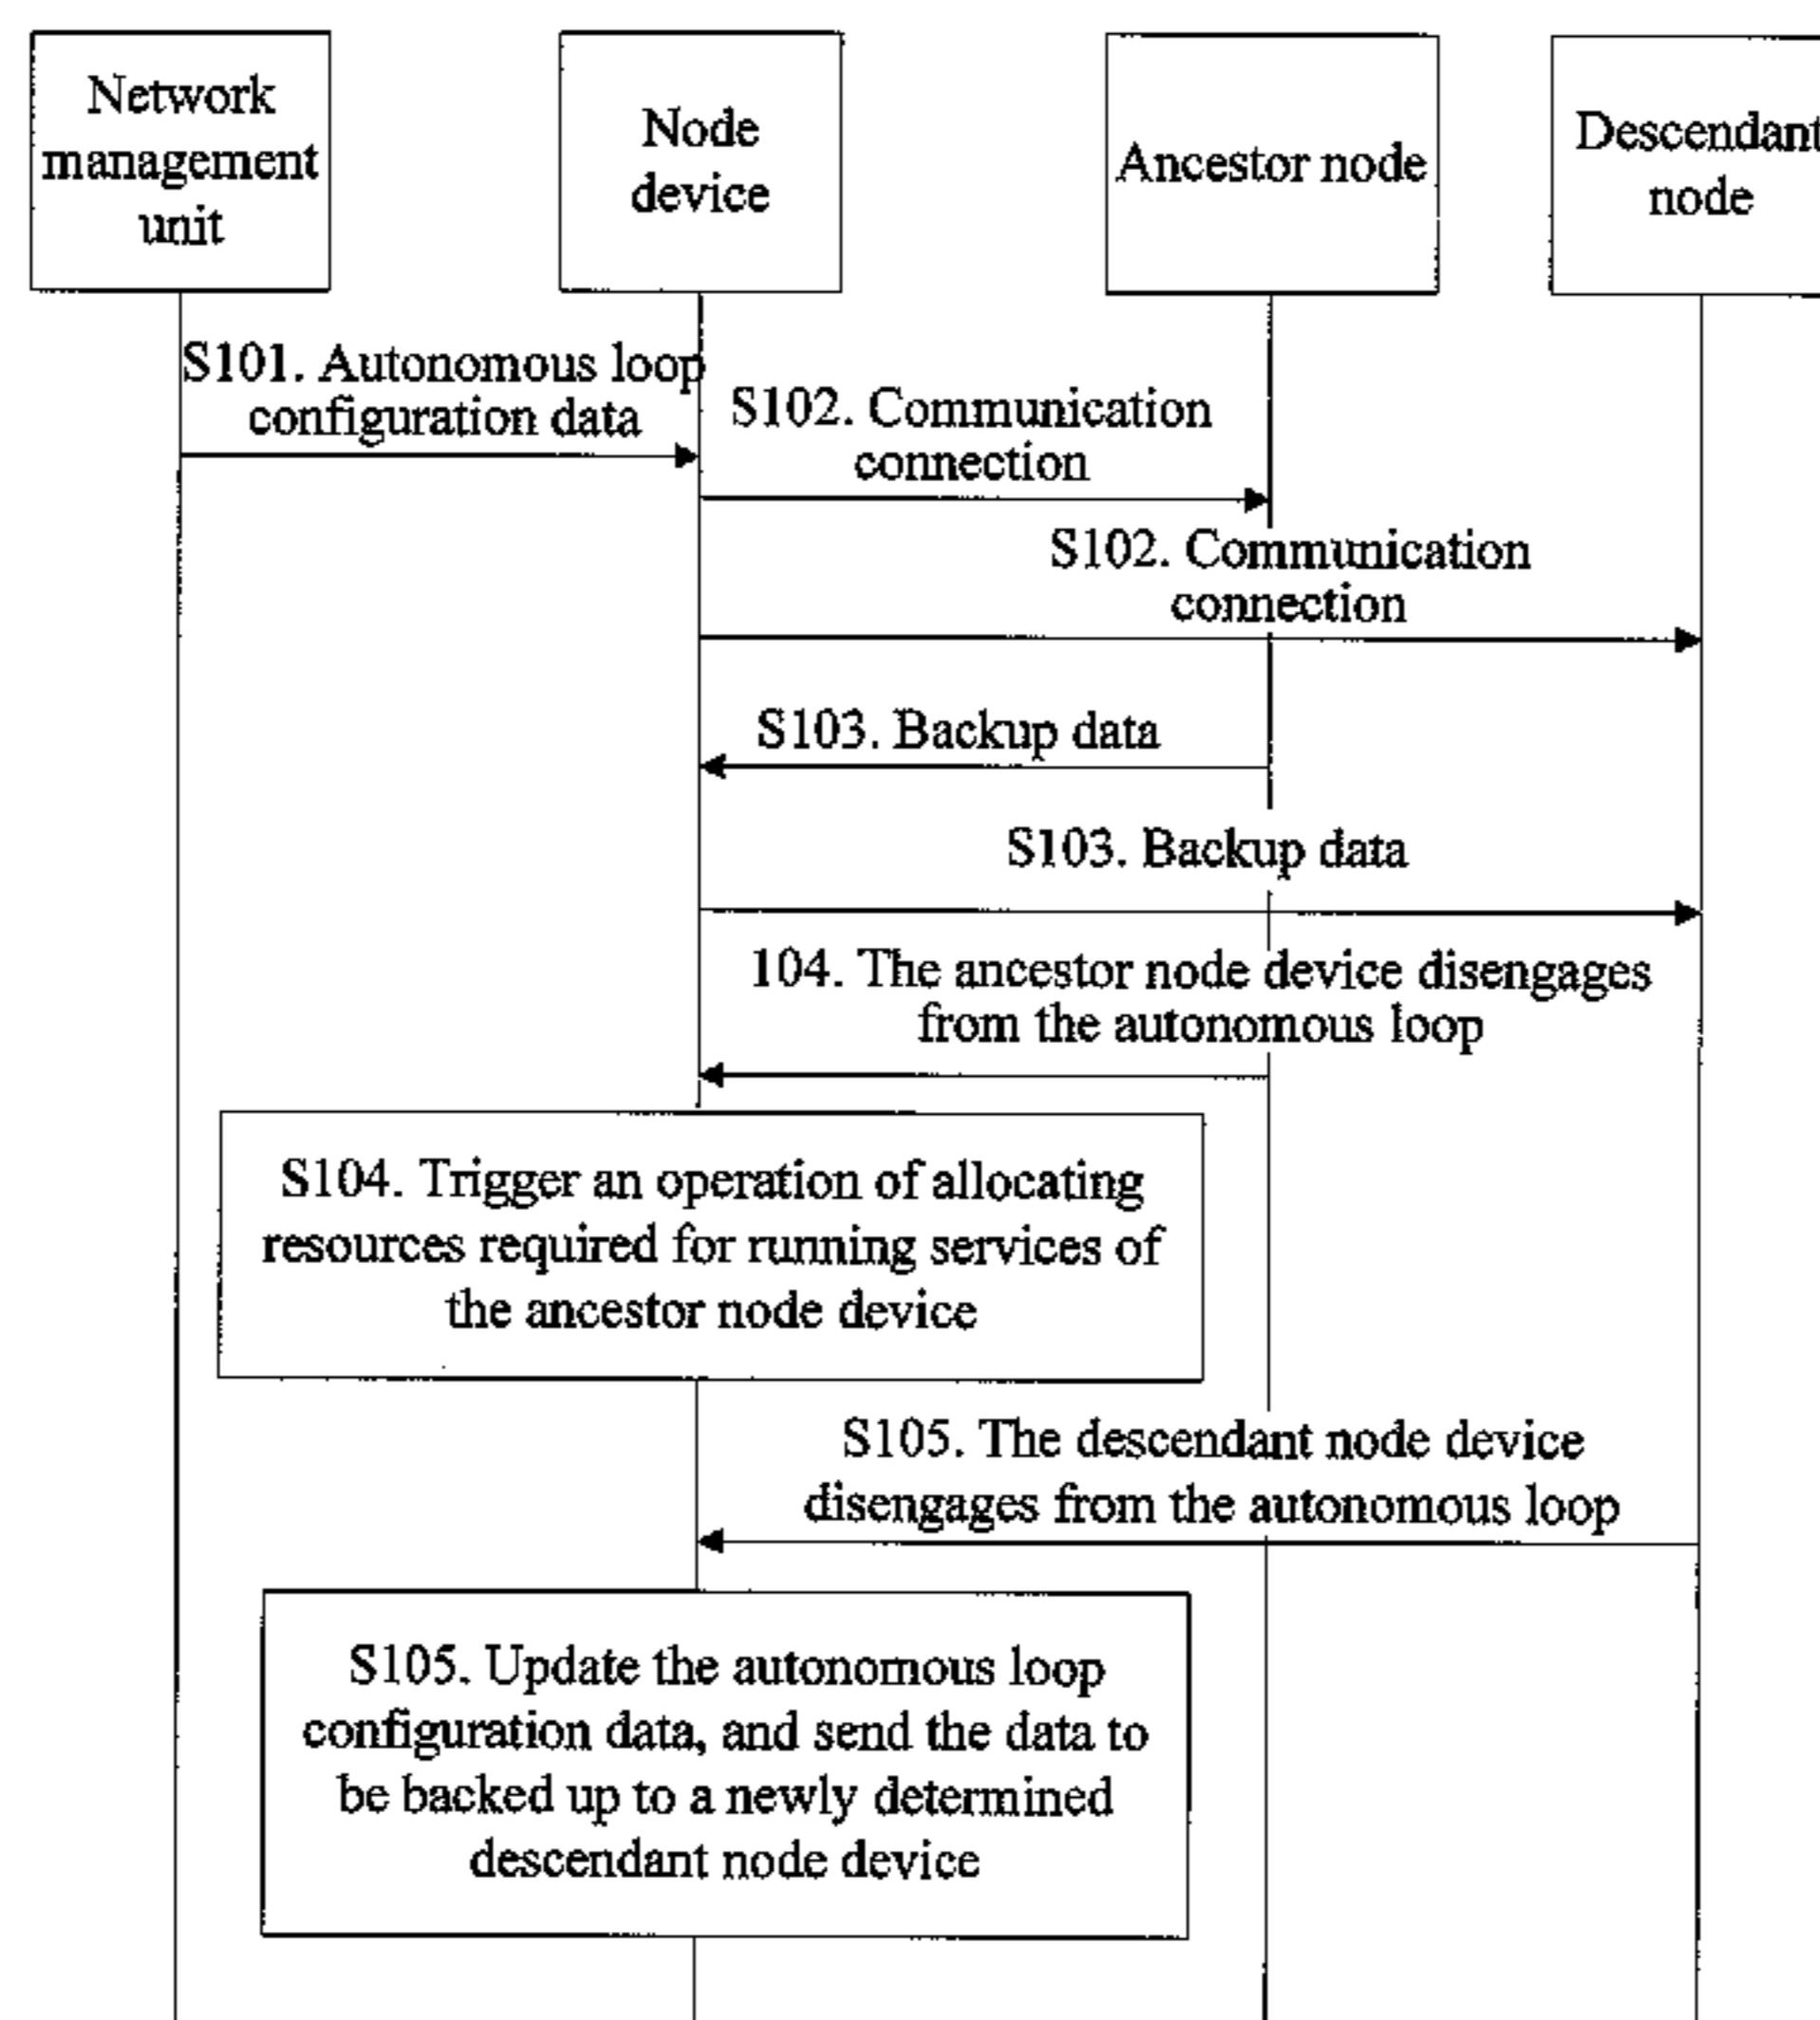 Network
management
unit
Node
device
Ancestor node
Descendant
node
S101. Autonomous loop
configuration data
S102. Communication
connection
S102. Communication
connection
S103. Backup data
S103. Backup data
104. The ancestor node device disengages
from the autonomous loop
S104. Trigger an operation of allocating
resources required for running services of
the ancestor node device
S105. The descendant node device
disengages from the autonomous loop
S105. Update the autonomous loop
configuration data, and send the data to
be backed up to a newly determined
descendant node device